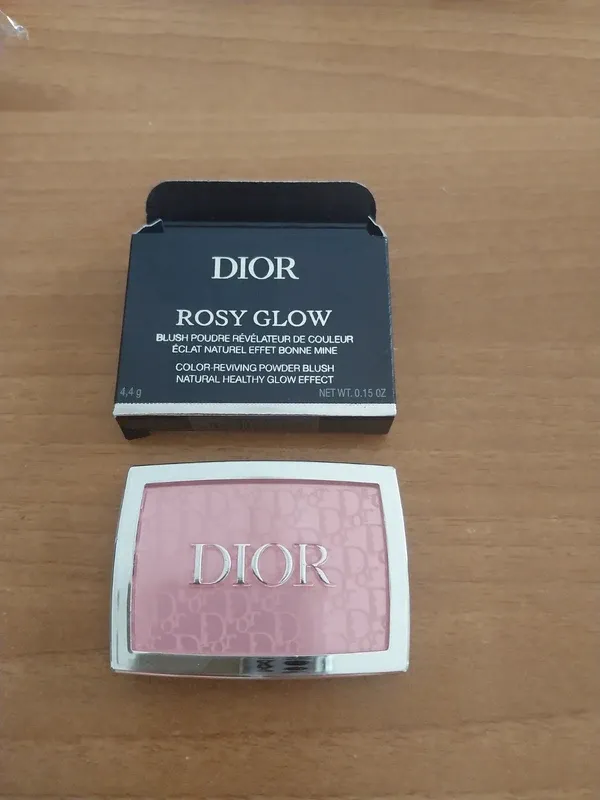 DIOR
ROSY GLOW
BLUSH POUDRE RÉVÉLATEUR DE COULEUR
ÉCLAT NATUREL EFFET BONNE MINE
COLOR-REVIVING POWDER BLUSH
NATURAL HEALTHY GLOW EFFECT
4,4 g NET WT. 0.15 OZ
DIOR